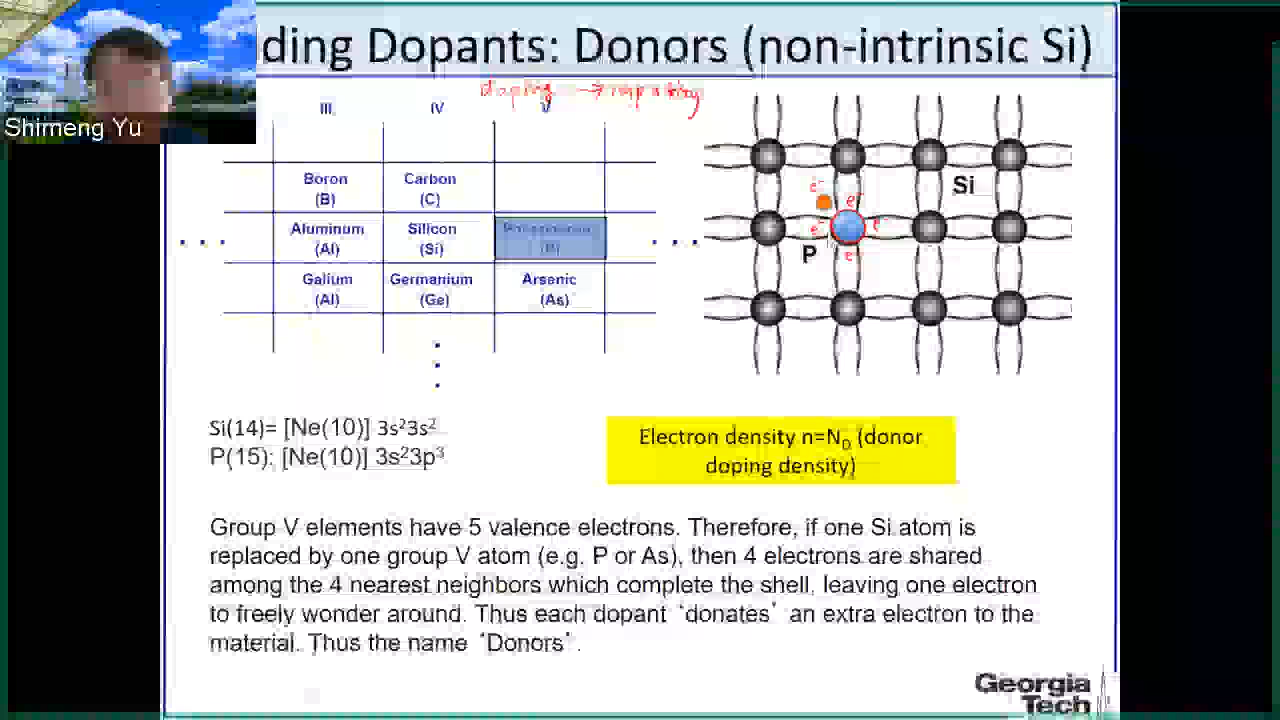 ding Dopants: Donors (non-intrinsic Si)
Shimeng Yu
doping → impurity
III IV V
Boron Carbon
(B) (C)
Aluminum Silicon
(Al) (Si)
Galium Germanium Arsenic
(Al) (Ge) (As)
Si
e⁻ e⁻
e⁻ e⁻
P e⁻
Si(14)= [Ne(10)] 3s²3s²
P(15): [Ne(10)] 3s²3p³
Electron density n=N_D (donor
doping density)
Group V elements have 5 valence electrons. Therefore, if one Si atom is
replaced by one group V atom (e.g. P or As), then 4 electrons are shared
among the 4 nearest neighbors which complete the shell, leaving one electron
to freely wonder around. Thus each dopant ‘donates’ an extra electron to the
material. Thus the name ‘Donors’.
Georgia
Tech